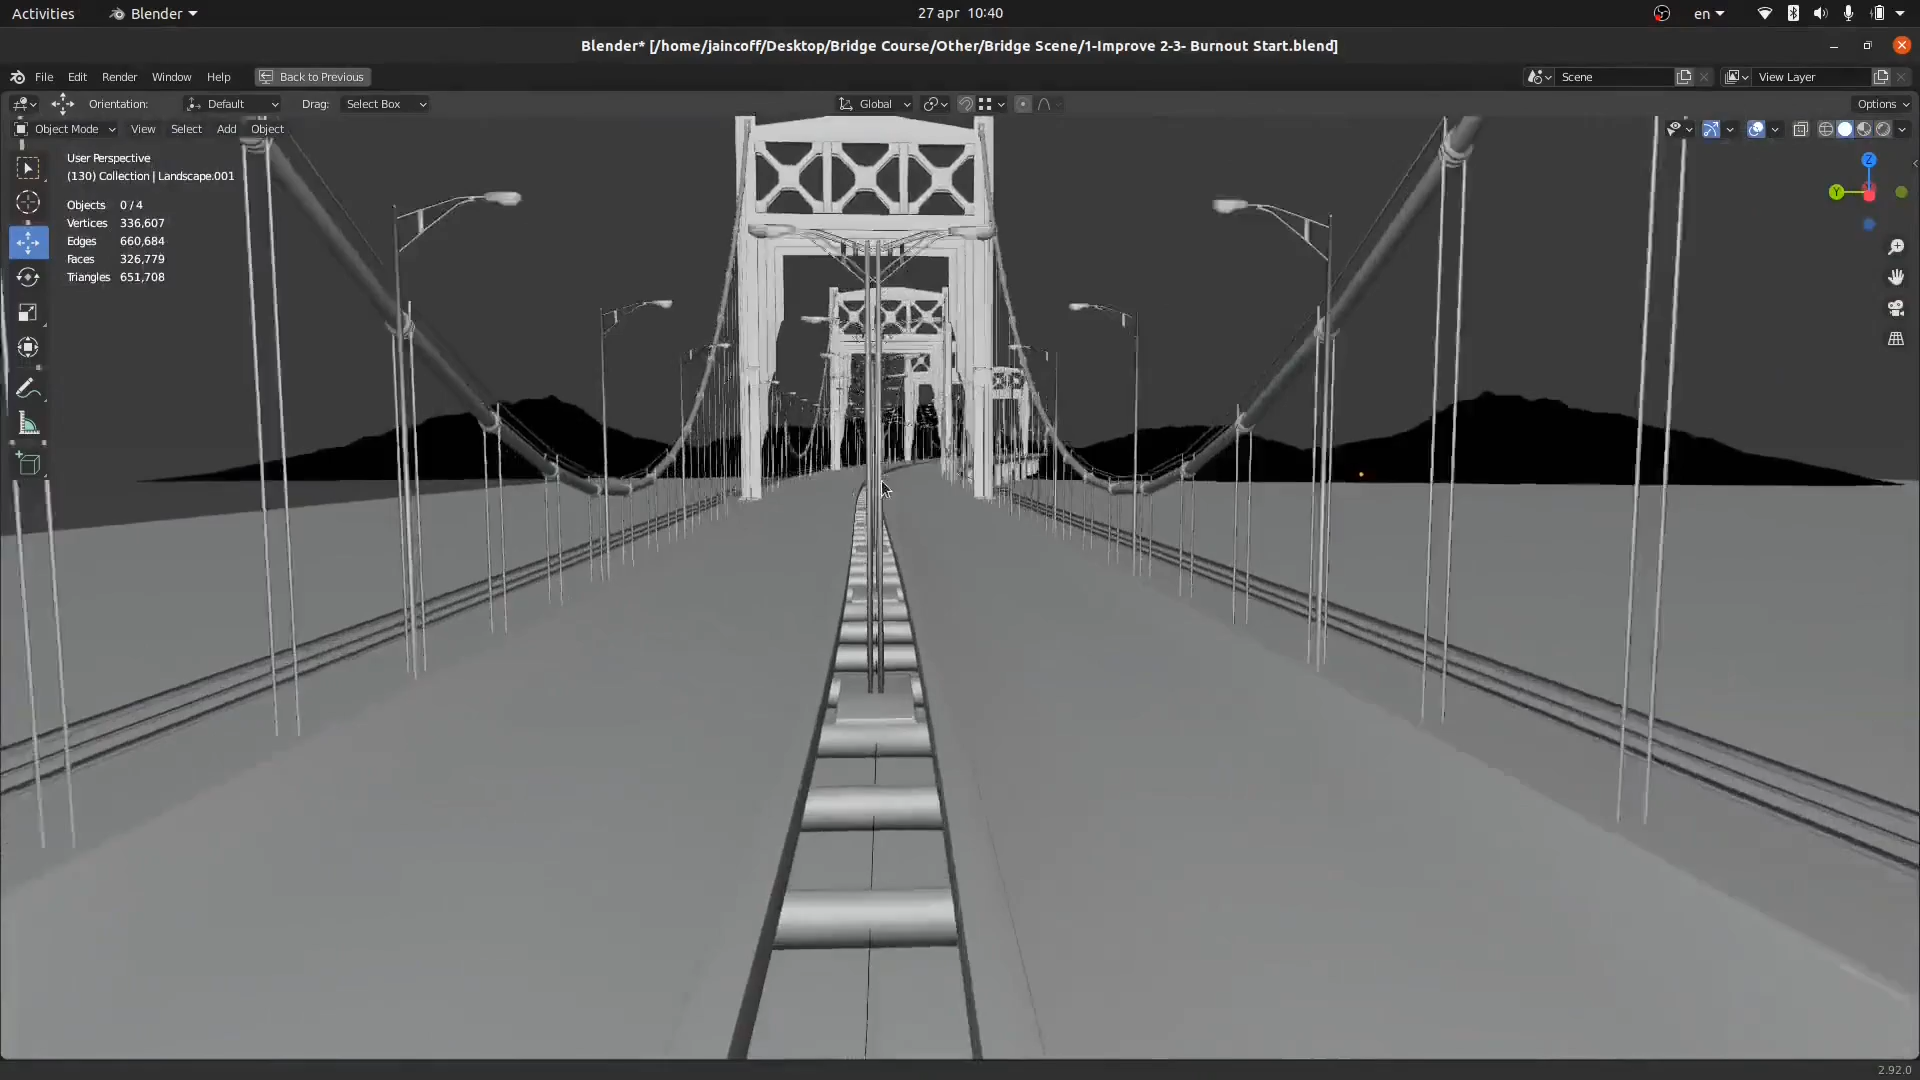 Activities Blender 27 apr 10:40 en
Blender* [/home/jaincoff/Desktop/Bridge Course/Other/Bridge Scene/1-Improve 2-3- Burnout Start.blend]
File Edit Render Window Help Back to Previous Scene View Layer
Orientation: Default Drag: Select Box Global Options
Object Mode View Select Add Object
User Perspective
(130) Collection | Landscape.001
Objects 0/4
Vertices 336,607
Edges 660,684
Faces 326,779
Triangles 651,708
Z
Y
2.92.0